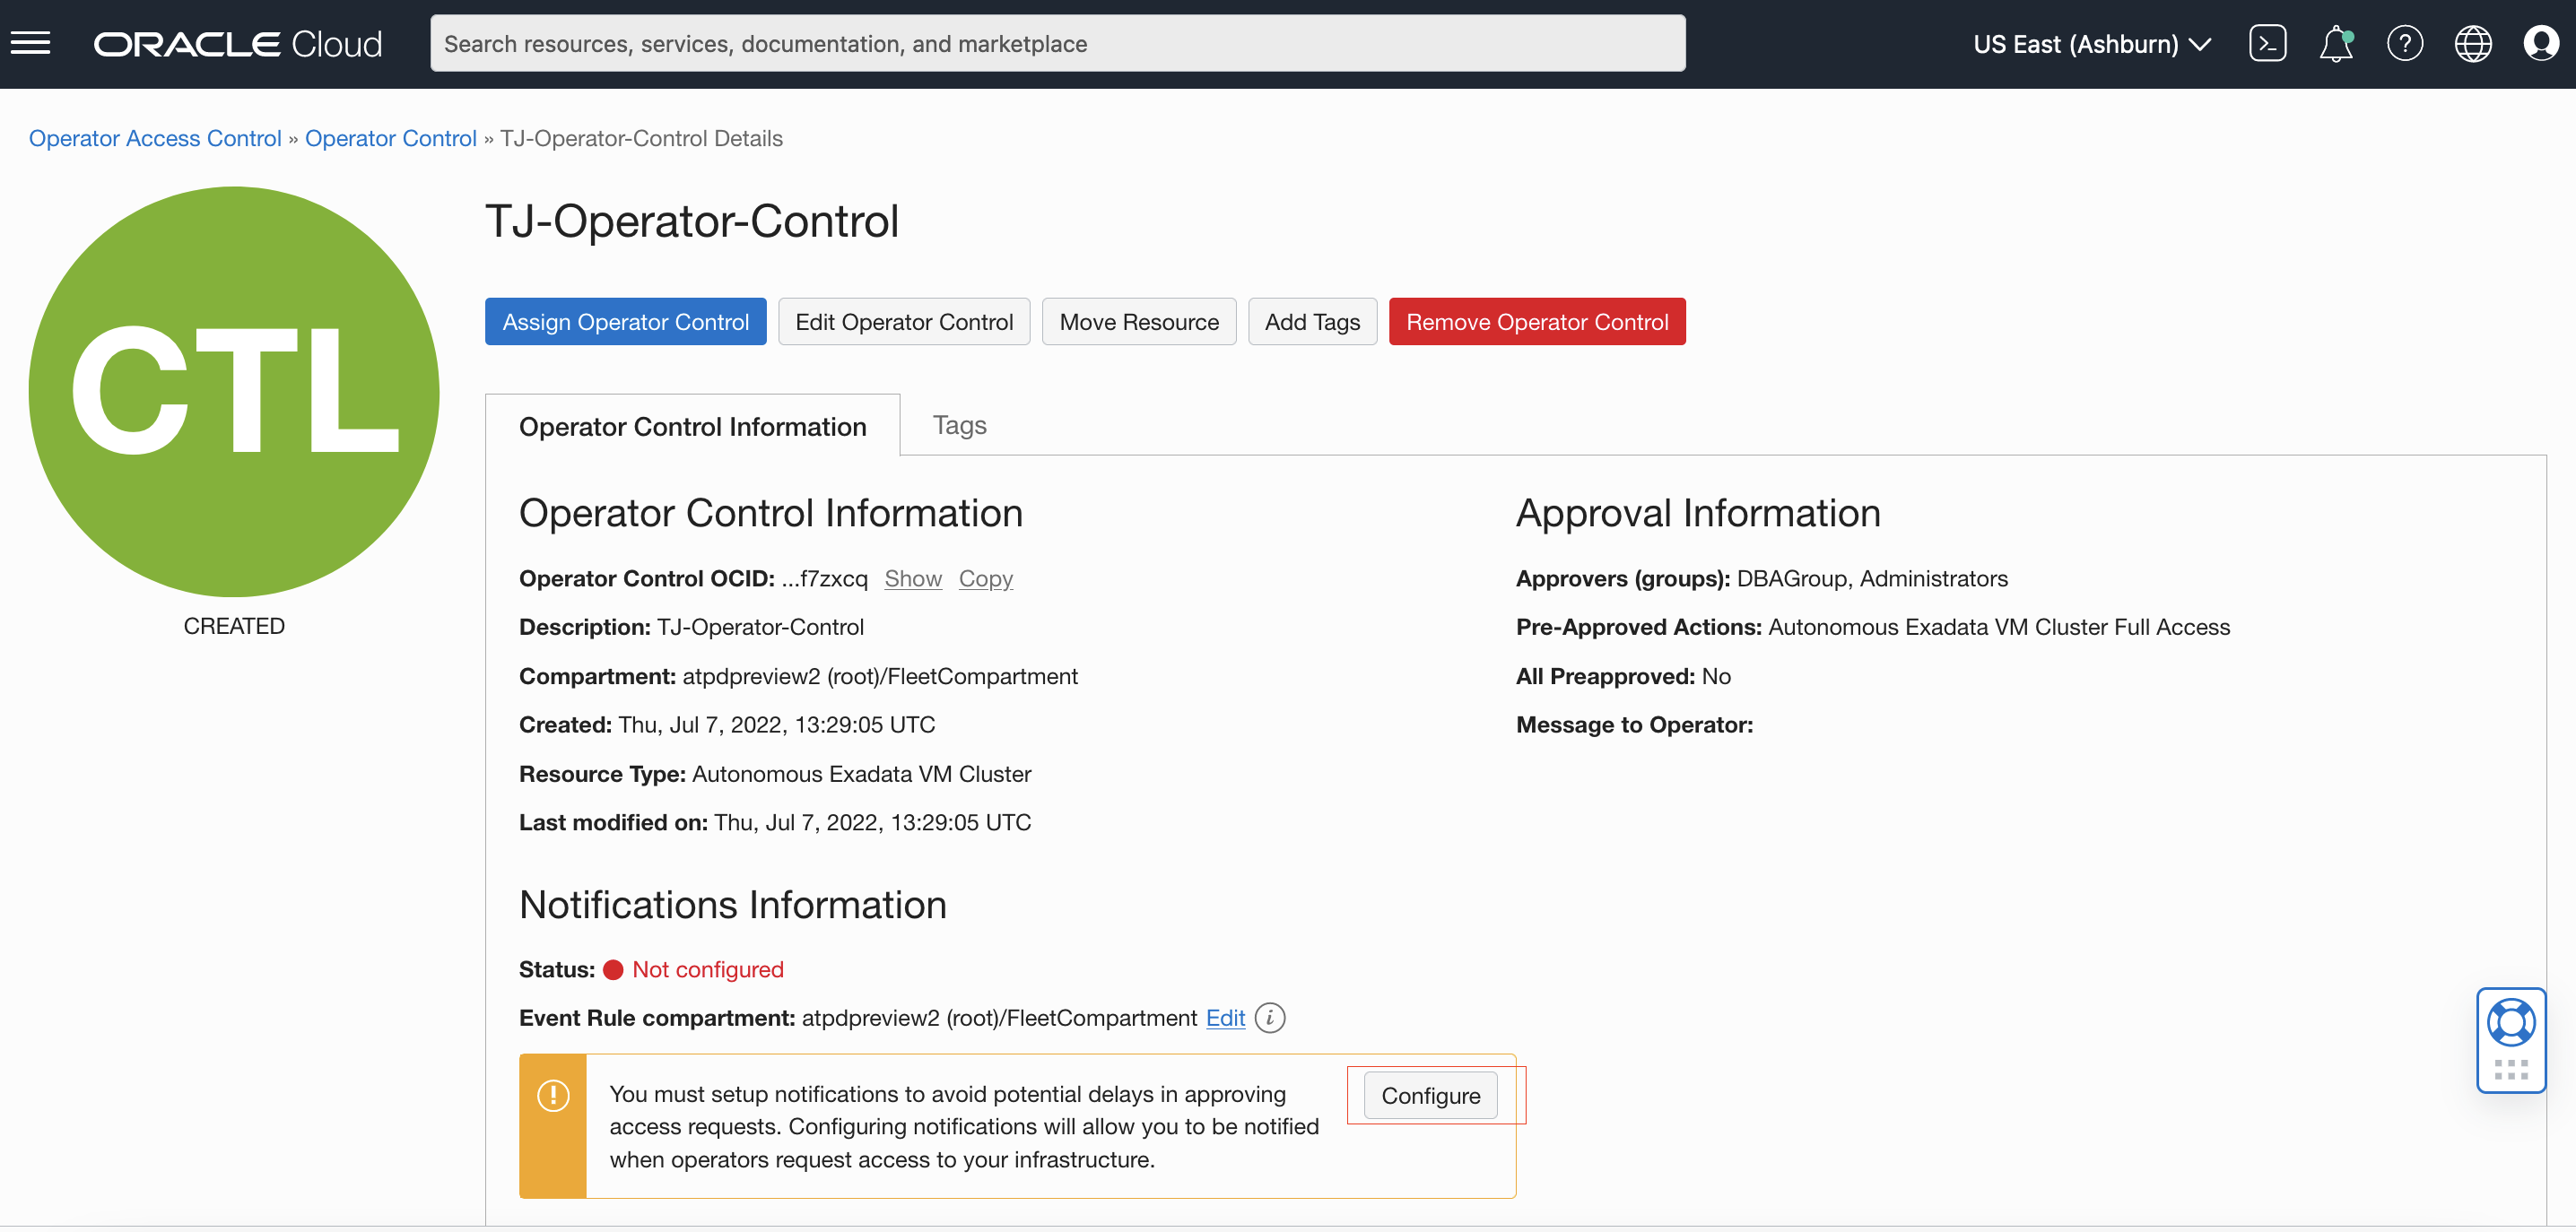 ORACLE Cloud
Search resources, services, documentation, and marketplace
US East (Ashburn)
Operator Access Control » Operator Control » TJ-Operator-Control Details
CTL
CREATED
TJ-Operator-Control
Assign Operator Control
Edit Operator Control
Move Resource
Add Tags
Remove Operator Control
Operator Control Information
Tags
Operator Control Information
Operator Control OCID: ...f7zxcq Show Copy
Description: TJ-Operator-Control
Compartment: atpdpreview2 (root)/FleetCompartment
Created: Thu, Jul 7, 2022, 13:29:05 UTC
Resource Type: Autonomous Exadata VM Cluster
Last modified on: Thu, Jul 7, 2022, 13:29:05 UTC
Approval Information
Approvers (groups): DBAGroup, Administrators
Pre-Approved Actions: Autonomous Exadata VM Cluster Full Access
All Preapproved: No
Message to Operator:
Notifications Information
Status: Not configured
Event Rule compartment: atpdpreview2 (root)/FleetCompartment Edit
You must setup notifications to avoid potential delays in approving
access requests. Configuring notifications will allow you to be notified
when operators request access to your infrastructure.
Configure